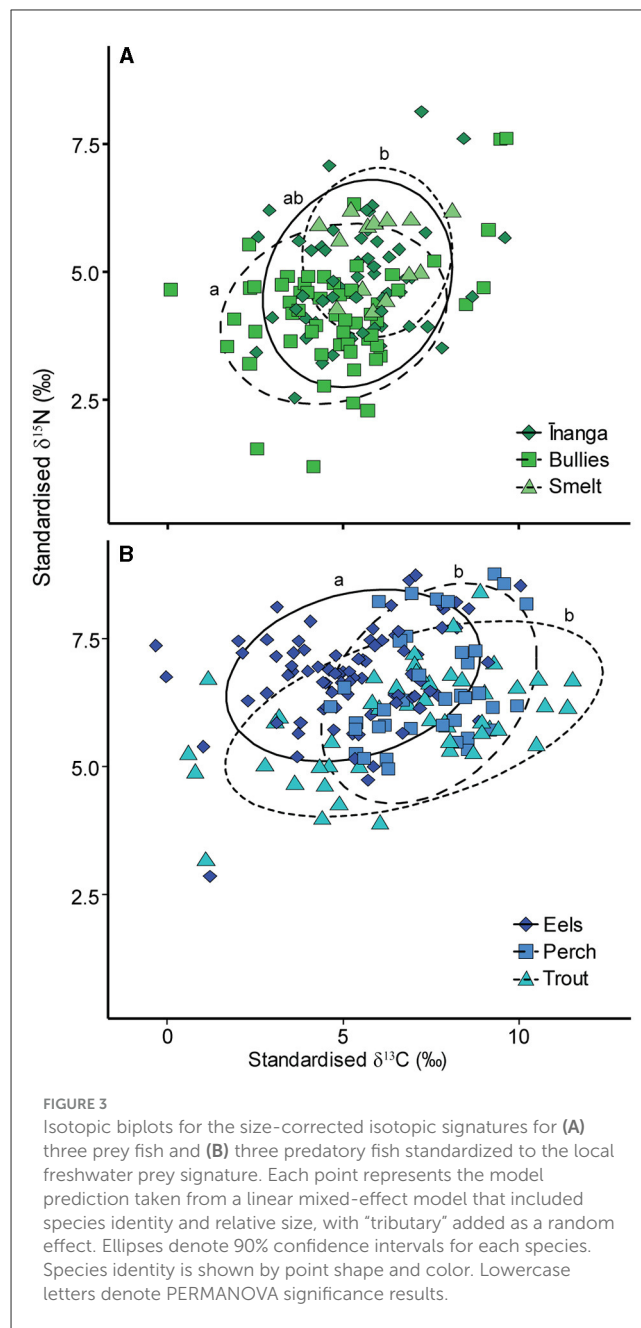 A
7.5
b
ab
5.0
a
2.5
Īnanga
Bullies
Smelt
Standardised δ¹⁵N (‰)
B
a
b
b
7.5
5.0
2.5
Eels
Perch
Trout
0
5
10
Standardised δ¹³C (‰)
FIGURE 3
Isotopic biplots for the size-corrected isotopic signatures for (A)
three prey fish and (B) three predatory fish standardized to the local
freshwater prey signature. Each point represents the model
prediction taken from a linear mixed-effect model that included
species identity and relative size, with "tributary" added as a random
effect. Ellipses denote 90% confidence intervals for each species.
Species identity is shown by point shape and color. Lowercase
letters denote PERMANOVA significance results.